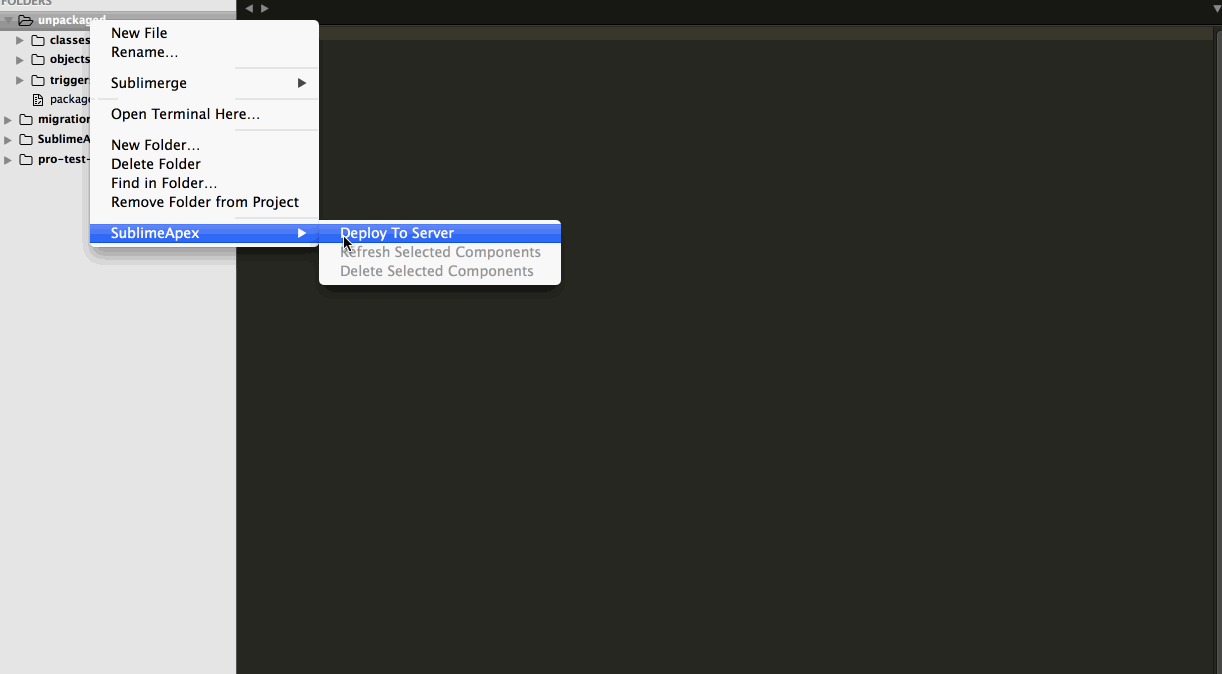 FOLDERS
unpackaged
classes
objects
trigger
package
migration
SublimeA
pro-test-
New File
Rename...
Sublimerge
Open Terminal Here...
New Folder...
Delete Folder
Find in Folder...
Remove Folder from Project
SublimeApex
Deploy To Server
Refresh Selected Components
Delete Selected Components